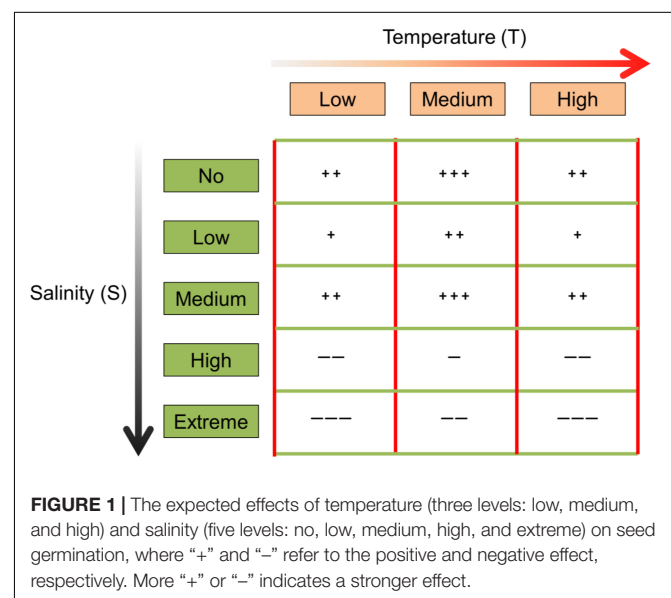 Temperature (T)
Low Medium High
No ++ +++ ++
Low + ++ +
Salinity (S) Medium ++ +++ ++
High −− − −−
Extreme −−− −− −−−
FIGURE 1 | The expected effects of temperature (three levels: low, medium,
and high) and salinity (five levels: no, low, medium, high, and extreme) on seed
germination, where “+” and “–” refer to the positive and negative effect,
respectively. More “+” or “–” indicates a stronger effect.